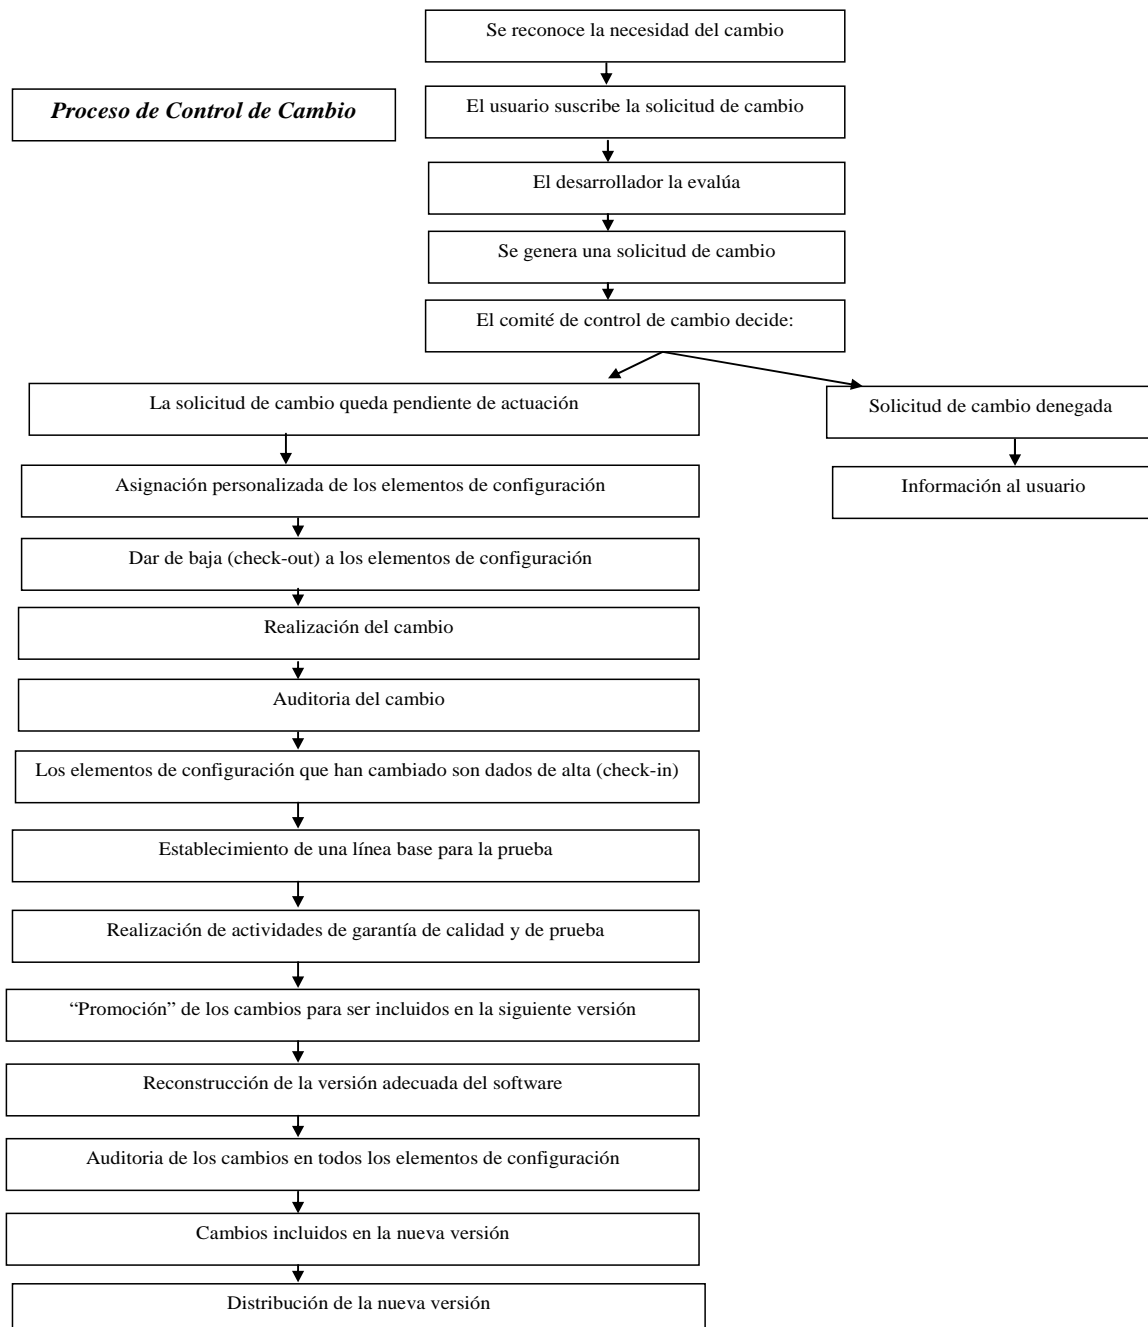 Se reconoce la necesidad del cambio
Proceso de Control de Cambio
El usuario suscribe la solicitud de cambio
El desarrollador la evalúa
Se genera una solicitud de cambio
El comité de control de cambio decide:
La solicitud de cambio queda pendiente de actuación
Solicitud de cambio denegada
Asignación personalizada de los elementos de configuración
Información al usuario
Dar de baja (check-out) a los elementos de configuración
Realización del cambio
Auditoria del cambio
Los elementos de configuración que han cambiado son dados de alta (check-in)
Establecimiento de una línea base para la prueba
Realización de actividades de garantía de calidad y de prueba
“Promoción” de los cambios para ser incluidos en la siguiente versión
Reconstrucción de la versión adecuada del software
Auditoria de los cambios en todos los elementos de configuración
Cambios incluidos en la nueva versión
Distribución de la nueva versión